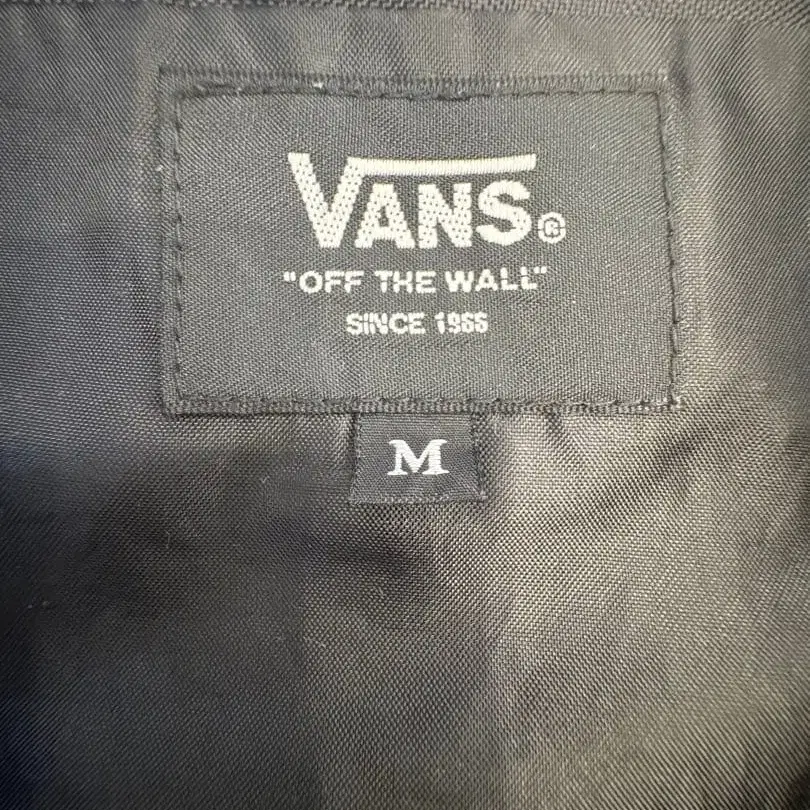 VANS®
"OFF THE WALL"
SINCE 1966
M